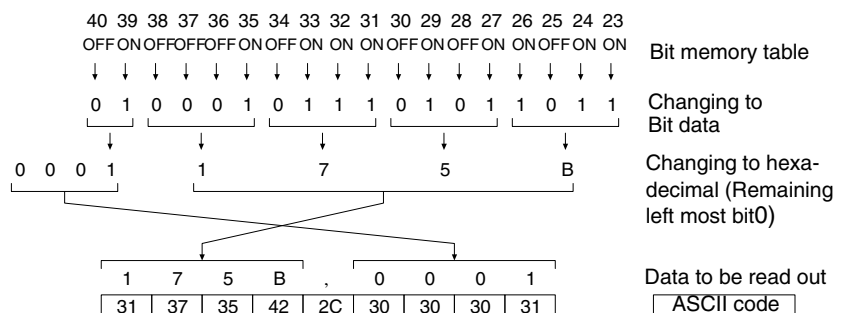 40 39 38 37 36 35 34 33 32 31 30 29 28 27 26 25 24 23
OFF ON OFF OFF OFF ON OFF ON ON ON OFF ON OFF ON ON OFF ON ON
Bit memory table
0 1 0 0 0 1 0 1 1 1 0 1 0 1 1 0 1 1
Changing to
Bit data
0 0 0 1 1 7 5 B
Changing to hexa-
decimal (Remaining
left most bit0)
1 7 5 B , 0 0 0 1
Data to be read out
31 37 35 42 2C 30 30 30 31
ASCII code